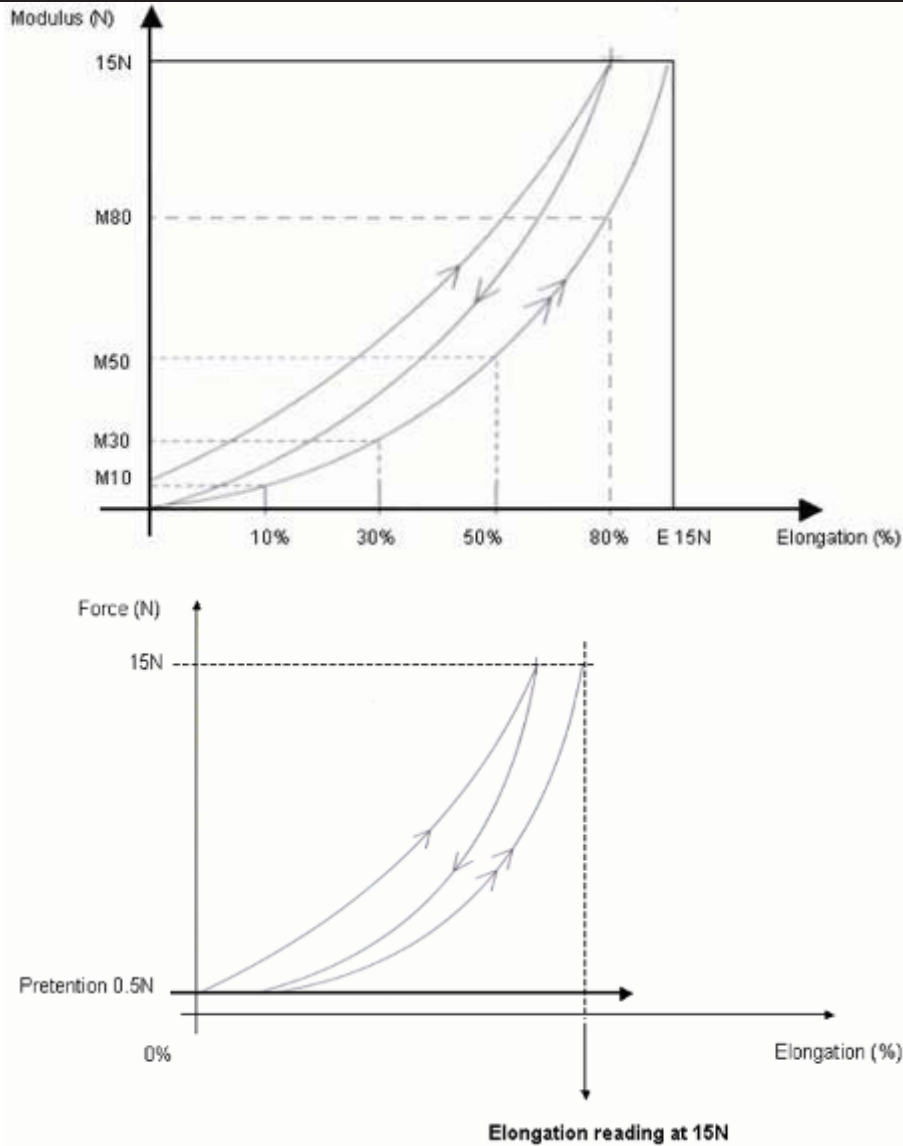 Modulus (N)
15N
M80
M50
M30
M10
10% 30% 50% 80% E 15N Elongation (%)
Force (N)
15N
Pretention 0.5N
0% Elongation (%)
Elongation reading at 15N